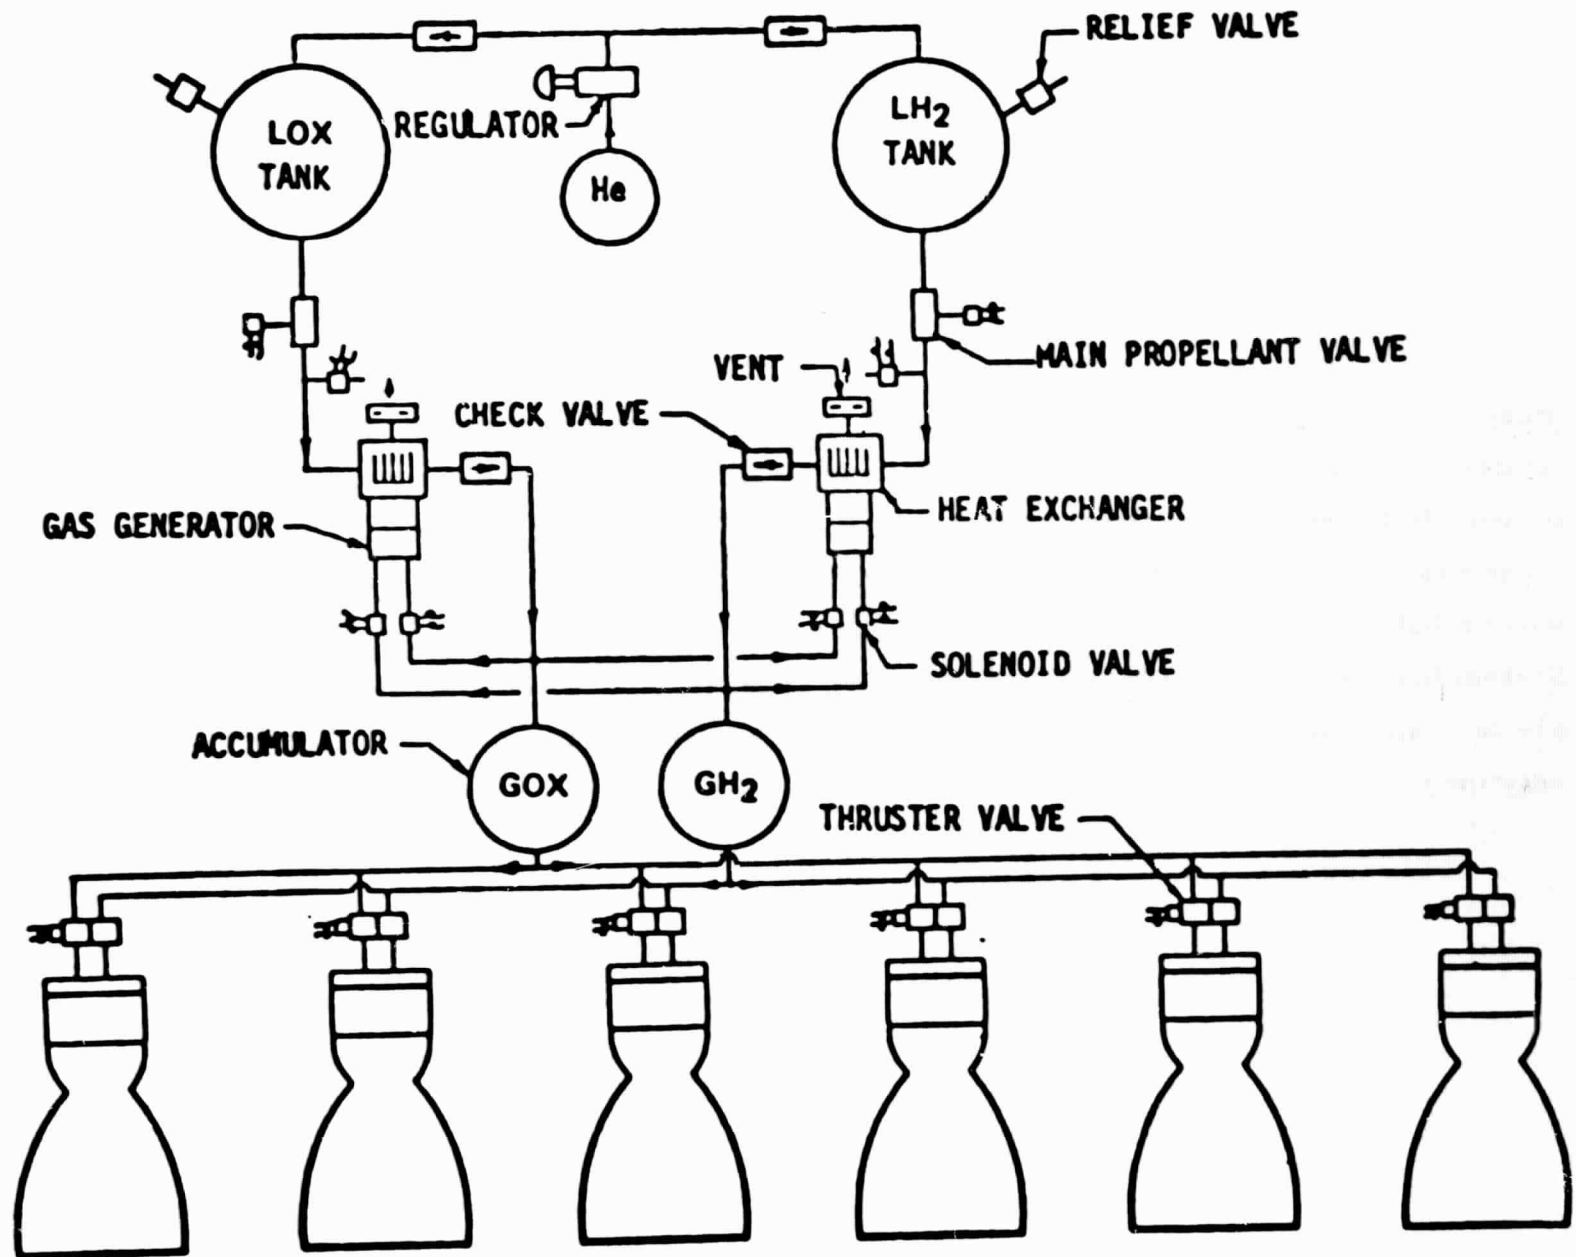 RELIEF VALVE
LOX
TANK
REGULATOR
He
LH2
TANK
MAIN PROPELLANT VALVE
VENT
CHECK VALVE
GAS GENERATOR
HEAT EXCHANGER
SOLENOID VALVE
ACCUMULATOR
GOX
GH2
THRUSTER VALVE